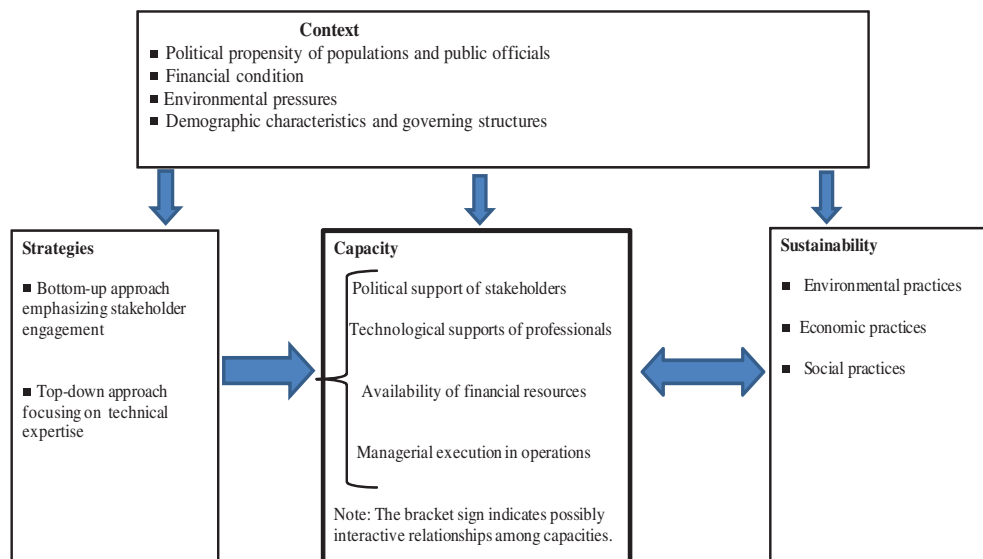 Context
■ Political propensity of populations and public officials
■ Financial condition
■ Environmental pressures
■ Demographic characteristics and governing structures
Strategies
■ Bottom-up approach
emphasizing stakeholder
engagement
■ Top-down approach
focusing on technical
expertise
Capacity
Political support of stakeholders
Technological supports of professionals
Availability of financial resources
Managerial execution in operations
Note: The bracket sign indicates possibly
interactive relationships among capacities.
Sustainability
■ Environmental practices
■ Economic practices
■ Social practices